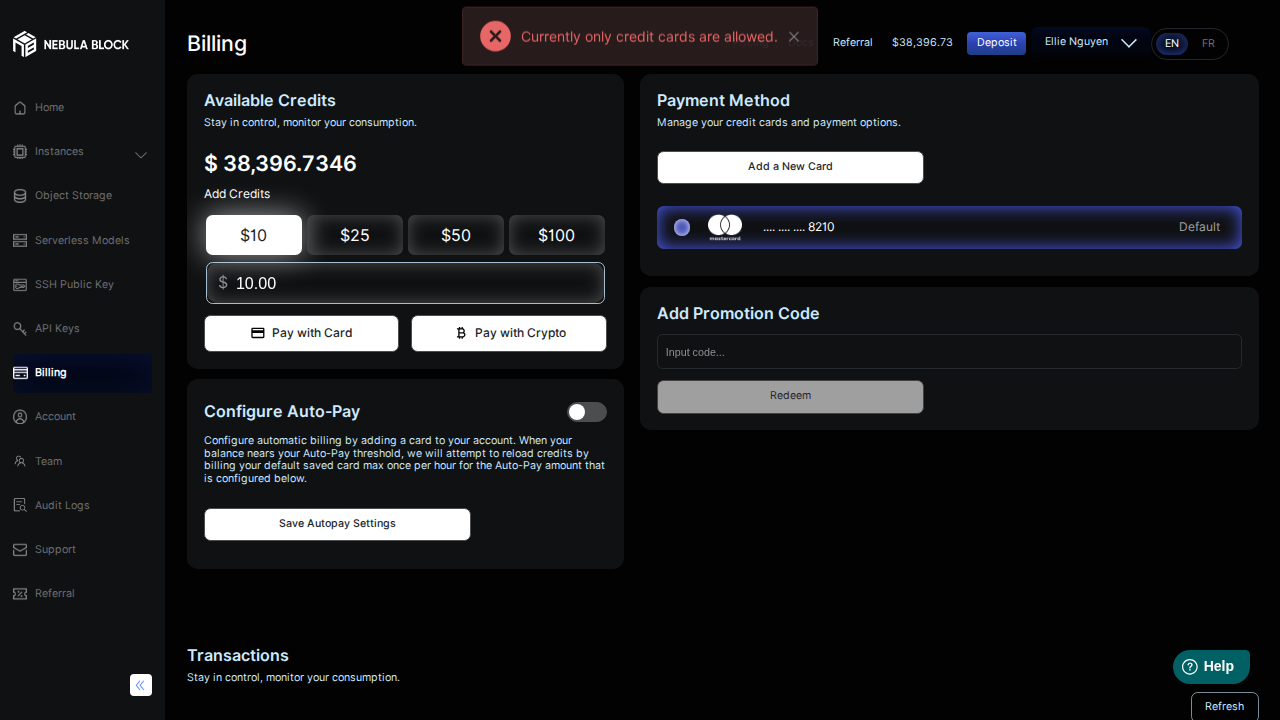 NEBULA BLOCK
Home
Instances
Object Storage
Serverless Models
SSH Public Key
API Keys
Billing
Account
Team
Audit Logs
Support
Referral
Billing
Currently only credit cards are allowed.
Referral
$38,396.73
Deposit
Ellie Nguyen
EN
FR
Available Credits
Stay in control, monitor your consumption.
$ 38,396.7346
Add Credits
$10
$25
$50
$100
$ 10.00
Pay with Card
Pay with Crypto
Configure Auto-Pay
Configure automatic billing by adding a card to your account. When your
balance nears your Auto-Pay threshold, we will attempt to reload credits by
billing your default saved card max once per hour for the Auto-Pay amount that
is configured below.
Save Autopay Settings
Payment Method
Manage your credit cards and payment options.
Add a New Card
mastercard
.... .... .... 8210
Default
Add Promotion Code
Input code...
Redeem
Transactions
Stay in control, monitor your consumption.
Help
Refresh